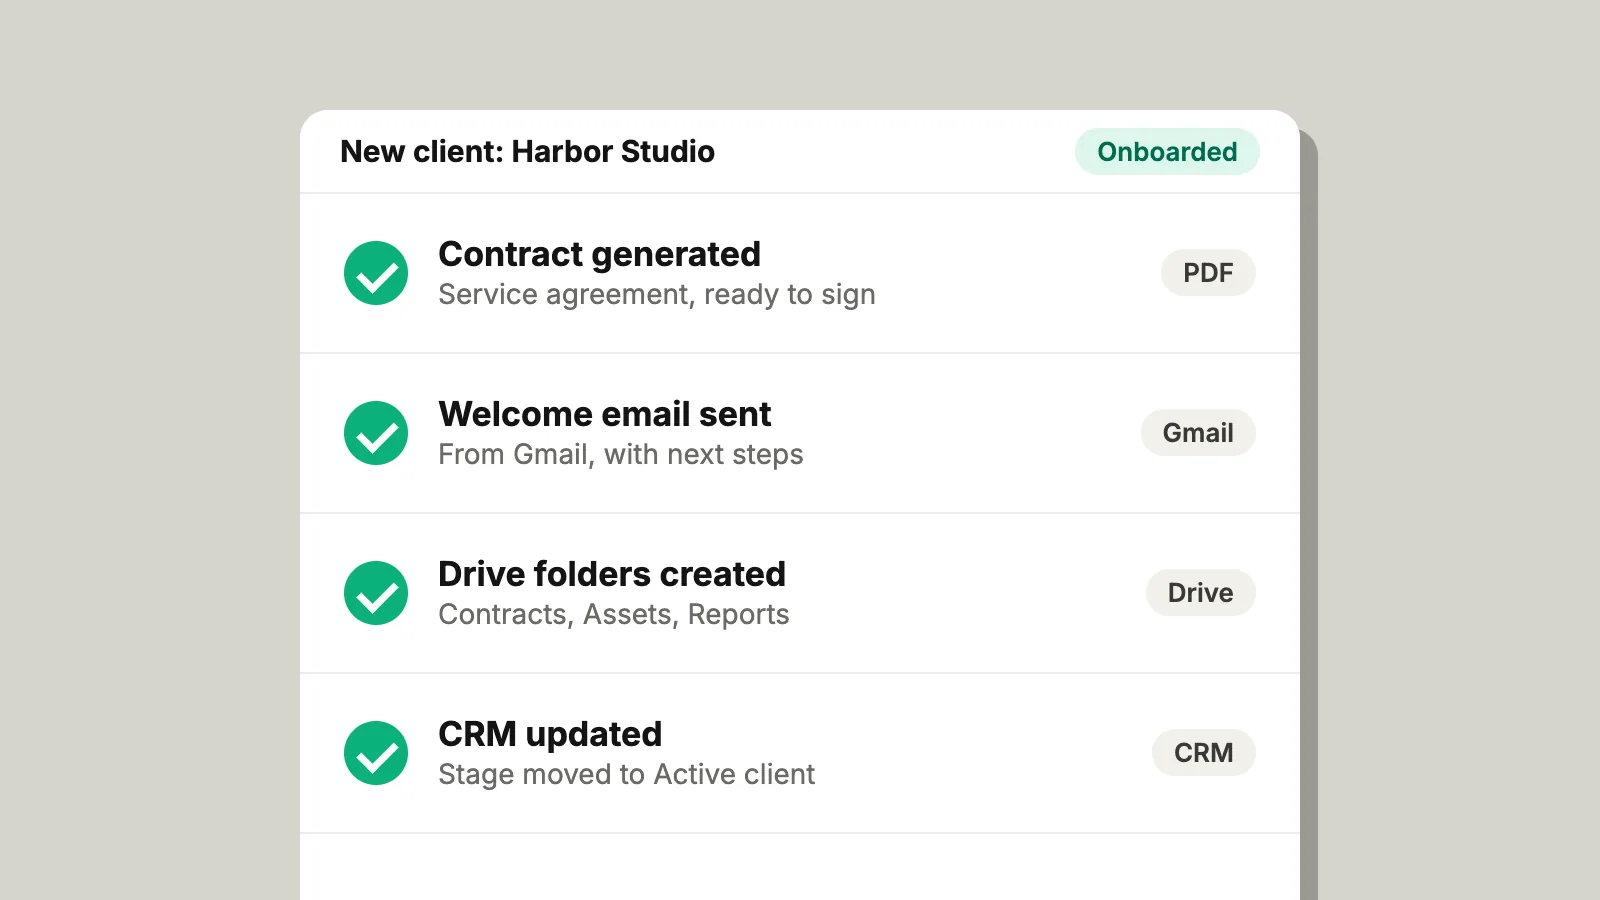 New client: Harbor Studio
Onboarded
Contract generated
Service agreement, ready to sign
PDF
Welcome email sent
From Gmail, with next steps
Gmail
Drive folders created
Contracts, Assets, Reports
Drive
CRM updated
Stage moved to Active client
CRM